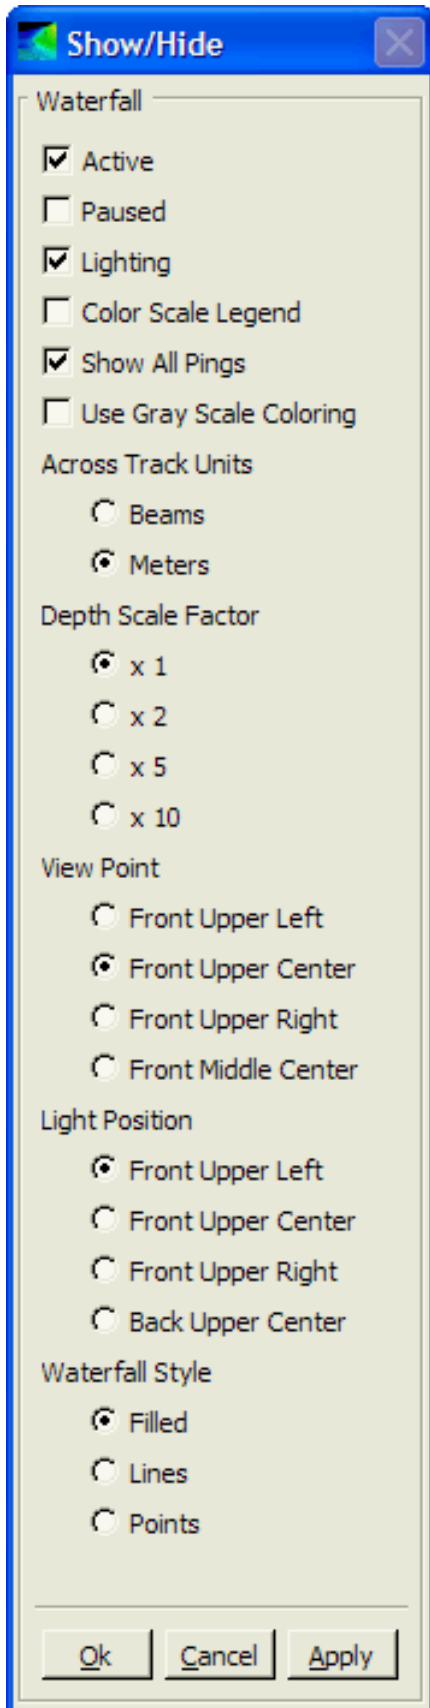 Show/Hide
Waterfall
Active
Paused
Lighting
Color Scale Legend
Show All Pings
Use Gray Scale Coloring
Across Track Units
Beams
Meters
Depth Scale Factor
x 1
x 2
x 5
x 10
View Point
Front Upper Left
Front Upper Center
Front Upper Right
Front Middle Center
Light Position
Front Upper Left
Front Upper Center
Front Upper Right
Back Upper Center
Waterfall Style
Filled
Lines
Points
Ok Cancel Apply